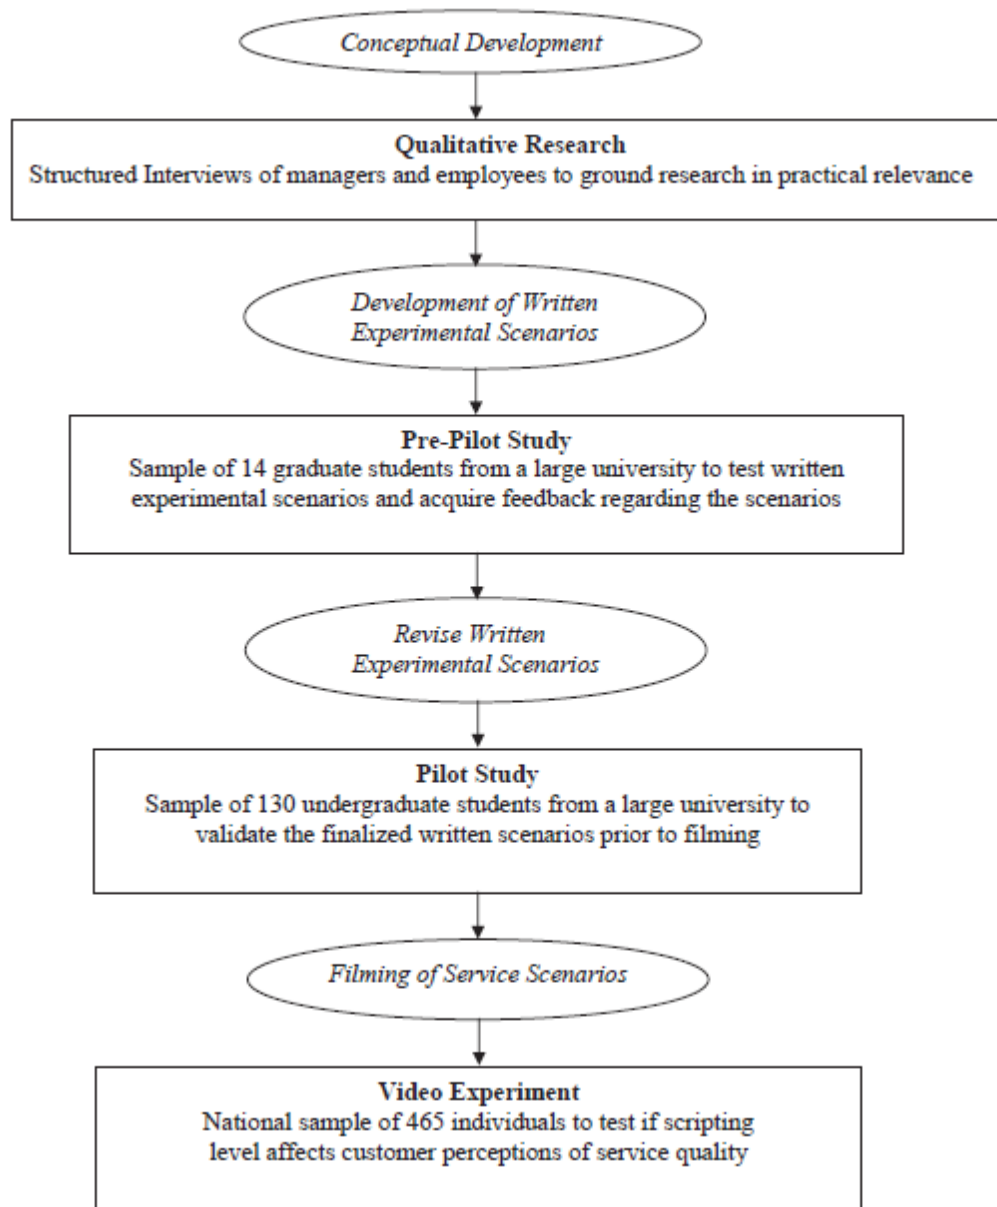 Conceptual Development
Qualitative Research
Structured Interviews of managers and employees to ground research in practical relevance
Development of Written
Experimental Scenarios
Pre-Pilot Study
Sample of 14 graduate students from a large university to test written
experimental scenarios and acquire feedback regarding the scenarios
Revise Written
Experimental Scenarios
Pilot Study
Sample of 130 undergraduate students from a large university to
validate the finalized written scenarios prior to filming
Filming of Service Scenarios
Video Experiment
National sample of 465 individuals to test if scripting
level affects customer perceptions of service quality